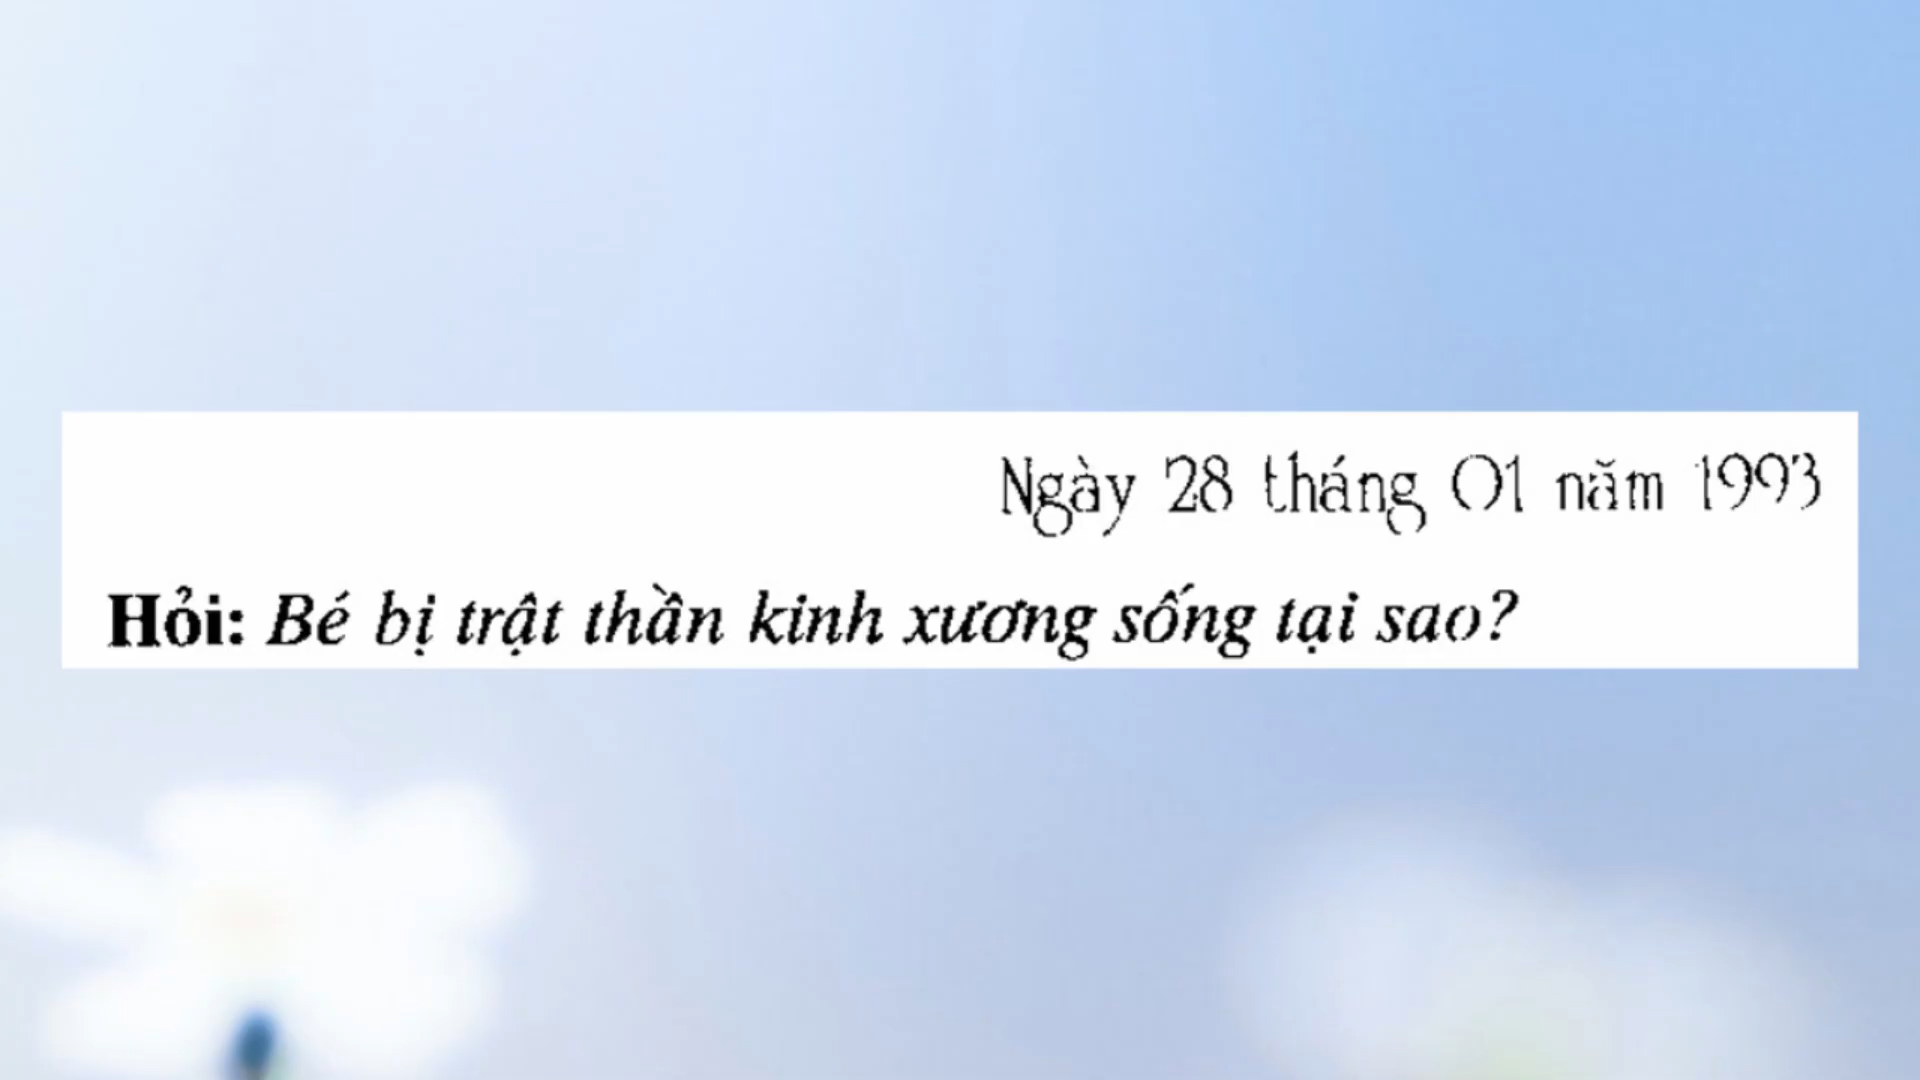 Ngày 28 tháng 01 năm 1993
Hỏi: Bé bị trật thần kinh xương sống tại sao?